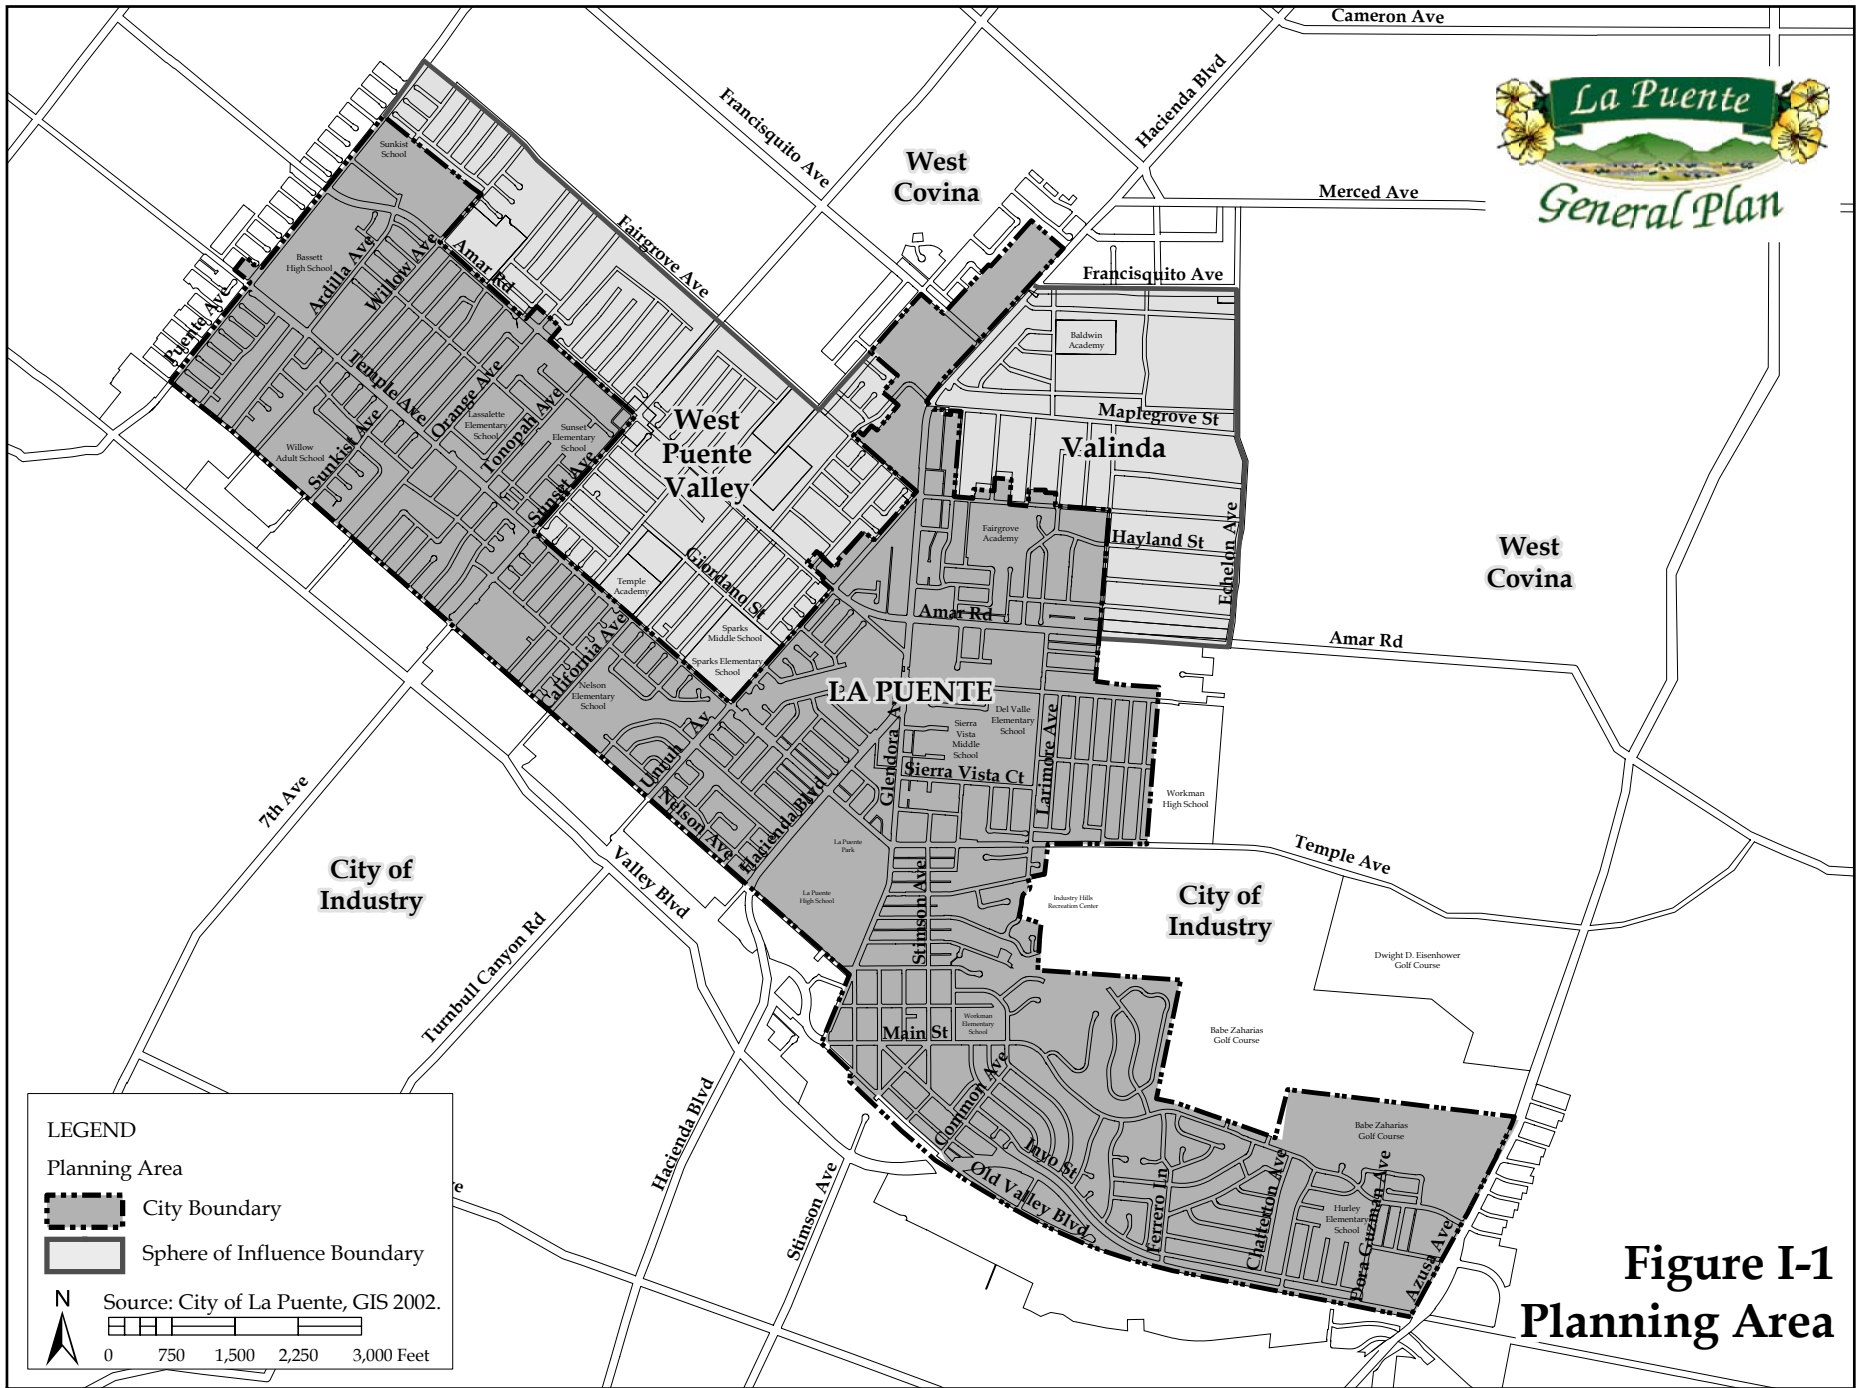 Cameron Ave
La Puente
General Plan
Hacienda Blvd
Francisquito Ave
West
Covina
Merced Ave
Sunkist
School
Fairgrove Ave
Amar Rd
Francisquito Ave
Bassett
High School
Ardilla Ave
Willow Ave
Puente Ave
Baldwin
Academy
Temple Ave
Orange Ave
Tonopah Ave
Lassalette
Elementary
School
Sunset
Elementary
School
West
Puente
Valley
Maplegrove St
Valinda
Willow
Adult School
Sunkist Ave
Sunset Ave
Fairgrove
Academy
Hayland St
Echelon Ave
West
Covina
Giordano St
Temple
Academy
Amar Rd
Sparks
Middle School
Amar Rd
California Ave
Sparks Elementary
School
Nelson
Elementary
School
LA PUENTE
Unruh Av
Glendora Av
Sierra
Vista
Middle
School
Del Valle
Elementary
School
Larimore Ave
Sierra Vista Ct
Workman
High School
7th Ave
Nelson Ave
Hacienda Blvd
La Puente
Park
Temple Ave
City of
Industry
Valley Blvd
La Puente
High School
Stimson Ave
Industry Hills
Recreation Center
City of
Industry
Turnbull Canyon Rd
Dwight D. Eisenhower
Golf Course
Workman
Elementary
School
Main St
Babe Zaharias
Golf Course
Common Ave
Hacienda Blvd
Inyo St
Babe Zaharias
Golf Course
Old Valley Blvd
Stimson Ave
Ferrero Ln
Chatterton Ave
Hurley
Elementary
School
Dora Guzman Ave
Azusa Ave
ve
LEGEND
Planning Area
City Boundary
Sphere of Influence Boundary
N
Source: City of La Puente, GIS 2002.
0 750 1,500 2,250 3,000 Feet
Figure I-1
Planning Area